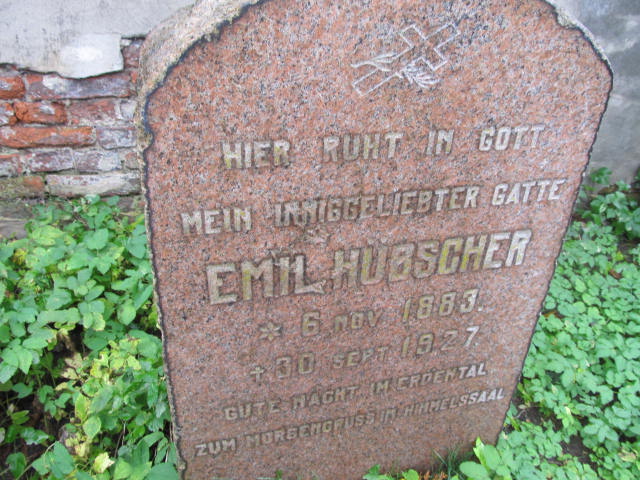 HIER RUHT IN GOTT
MEIN INNIGGELIEBTER GATTE
EMIL HÜBSCHER
* 6 NOV 1883.
✝ 30 SEPT. 1927.
GUTE NACHT IM ERDENTAL
ZUM MORGENGRUSS IM HIMMELSSAAL